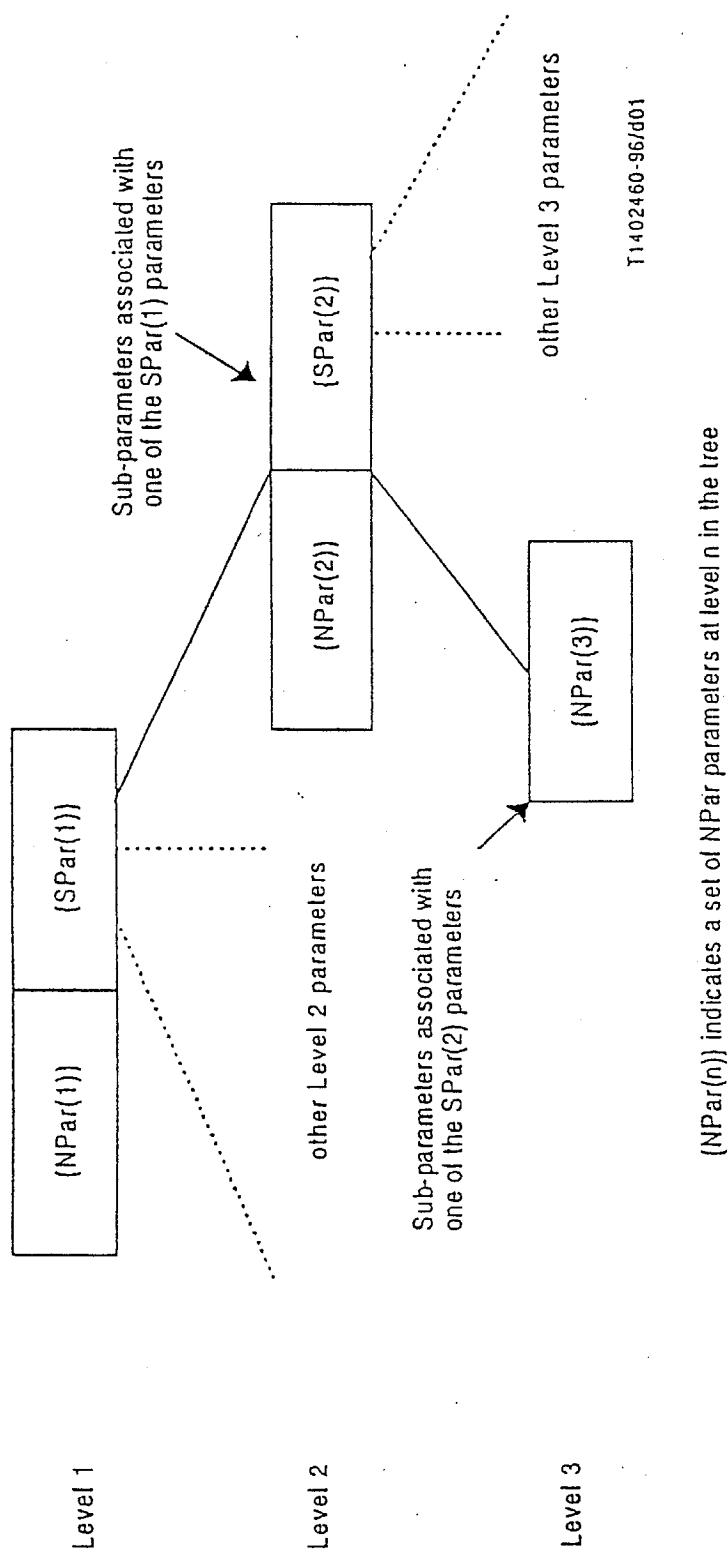 Level 1
{NPar(1)}
{SPar(1)}
Sub-parameters associated with
one of the SPar(1) parameters
Level 2
other Level 2 parameters
{NPar(2)}
{SPar(2)}
Sub-parameters associated with
one of the SPar(2) parameters
other Level 3 parameters
Level 3
{NPar(3)}
T1402460-96/d01
{NPar(n)} indicates a set of NPar parameters at level n in the tree